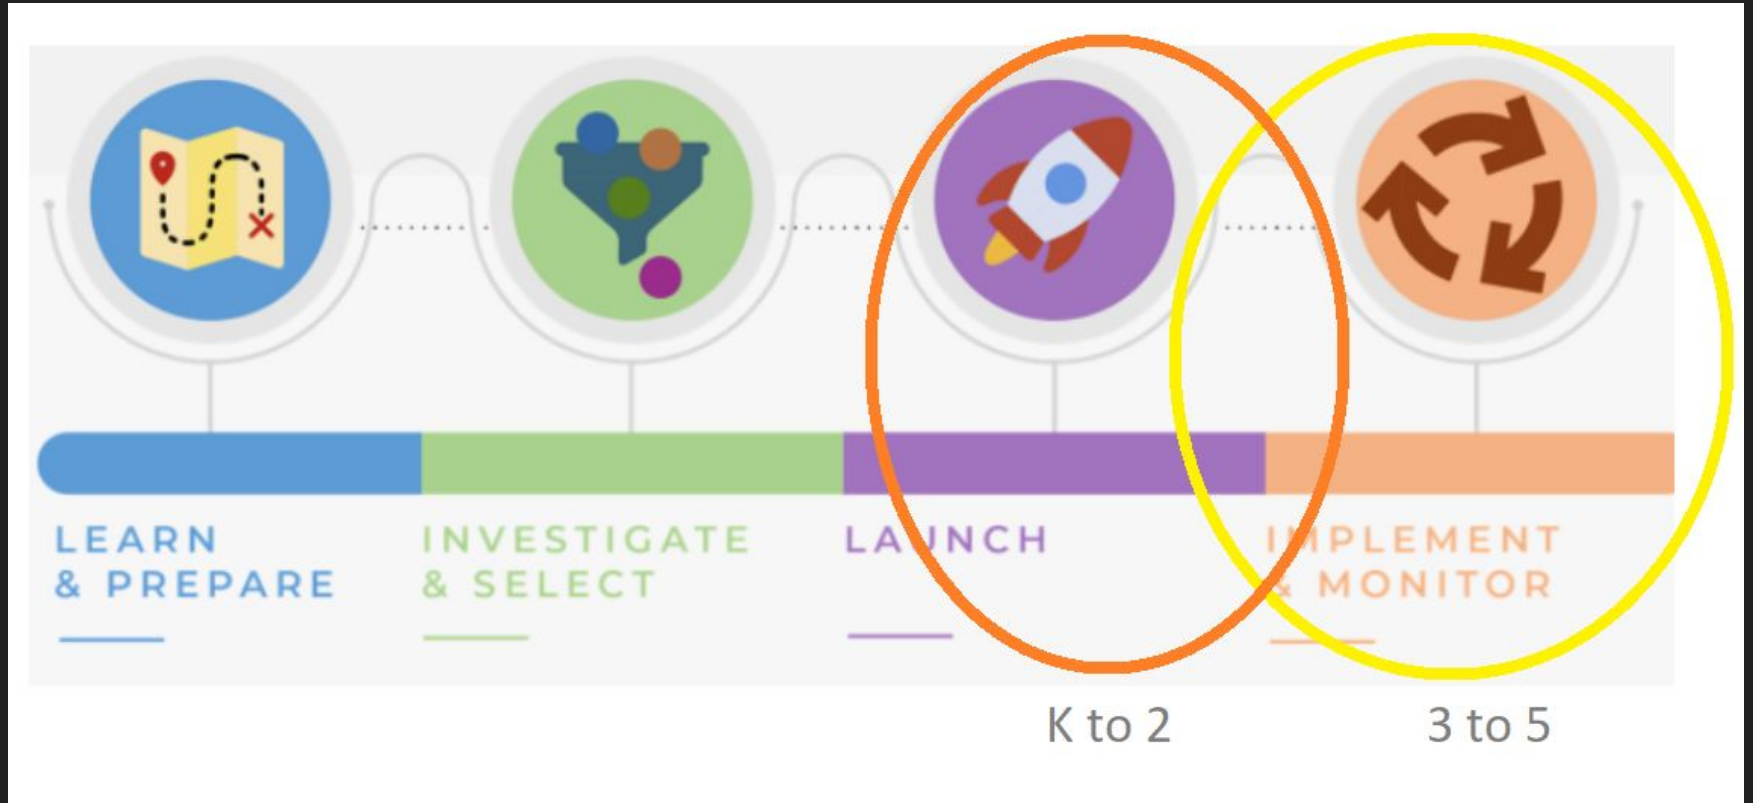 LEARN
& PREPARE
INVESTIGATE
& SELECT
LAUNCH
IMPLEMENT
& MONITOR
K to 2
3 to 5